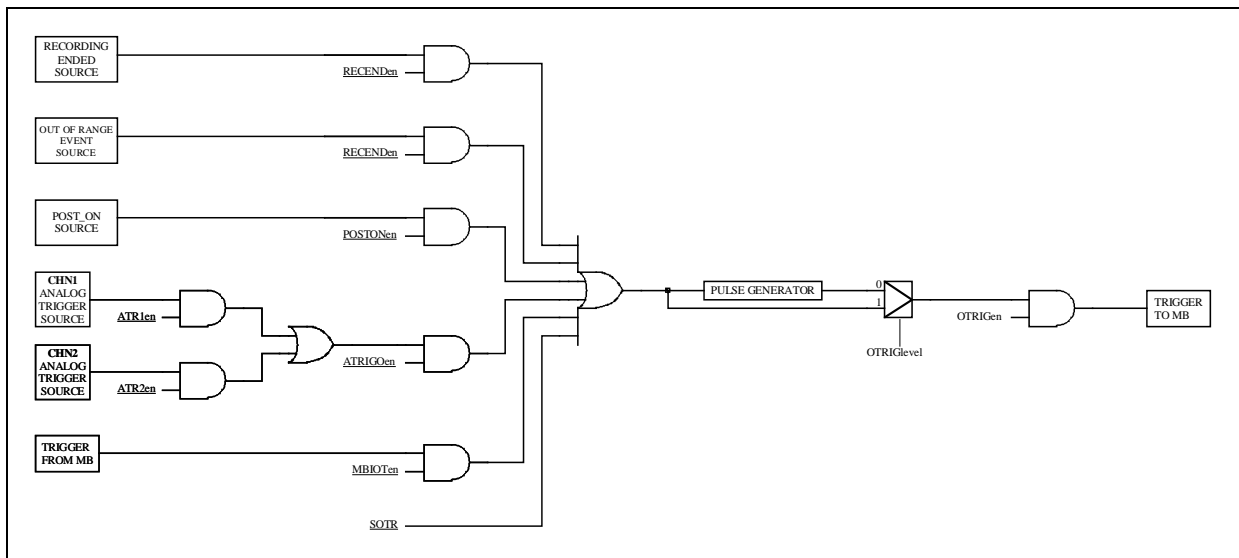 RECORDING
ENDED
SOURCE
RECENDen
OUT OF RANGE
EVENT
SOURCE
RECENDen
POST_ON
SOURCE
POSTONen
CHN1
ANALOG
TRIGGER
SOURCE
ATR1en
CHN2
ANALOG
TRIGGER
SOURCE
ATR2en
ATRIGOen
TRIGGER
FROM MB
MBIOTen
SOTR
PULSE GENERATOR
0
1
OTRIGlevel
OTRIGen
TRIGGER
TO MB